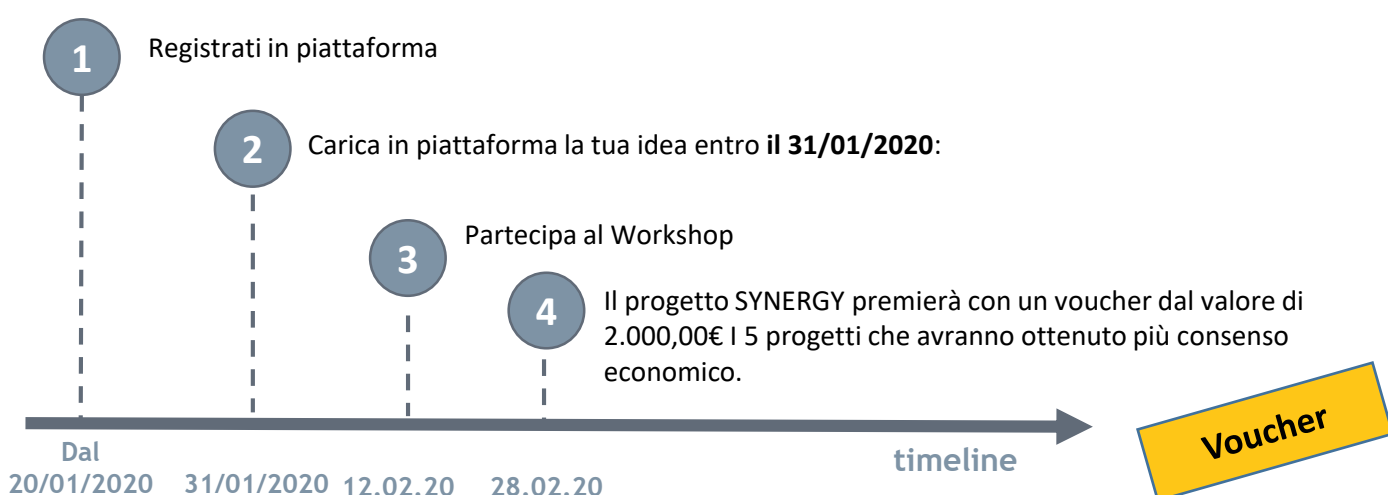 1
Registrati in piattaforma
2
Carica in piattaforma la tua idea entro il 31/01/2020:
3
Partecipa al Workshop
4
Il progetto SYNERGY premierà con un voucher dal valore di
2.000,00€ I 5 progetti che avranno ottenuto più consenso
economico.
Voucher
timeline
Dal
20/01/2020
31/01/2020
12.02.20
28.02.20